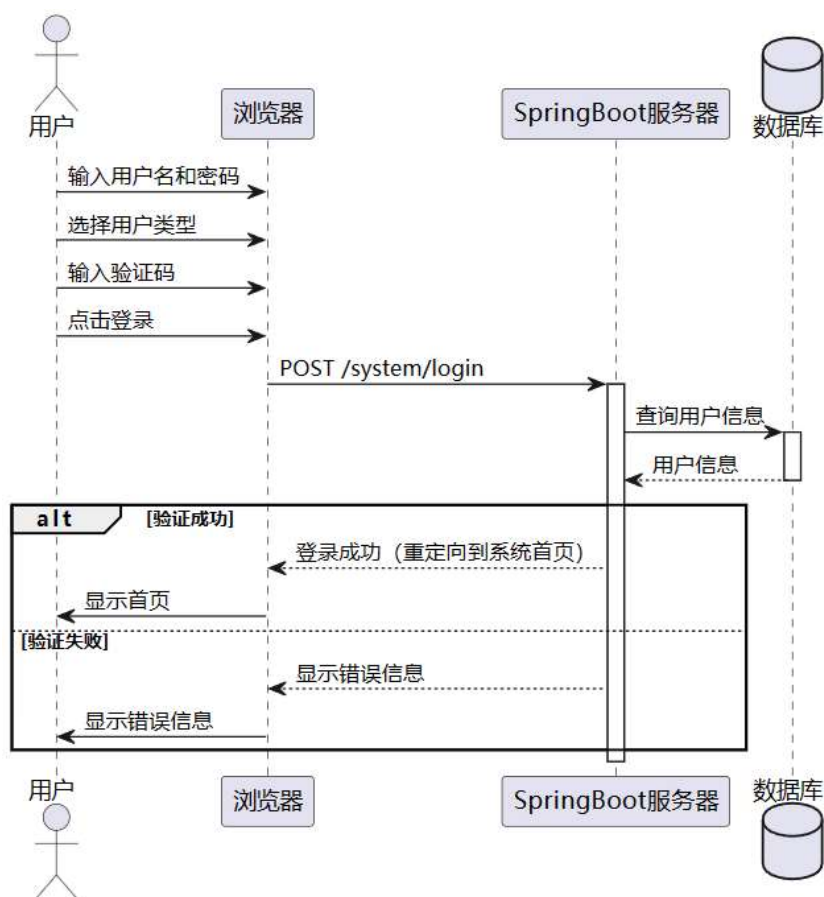 用户
浏览器
SpringBoot服务器
数据库
输入用户名和密码
选择用户类型
输入验证码
点击登录
POST /system/login
查询用户信息
用户信息
alt
[验证成功]
登录成功（重定向到系统首页）
显示首页
[验证失败]
显示错误信息
显示错误信息
用户
浏览器
SpringBoot服务器
数据库